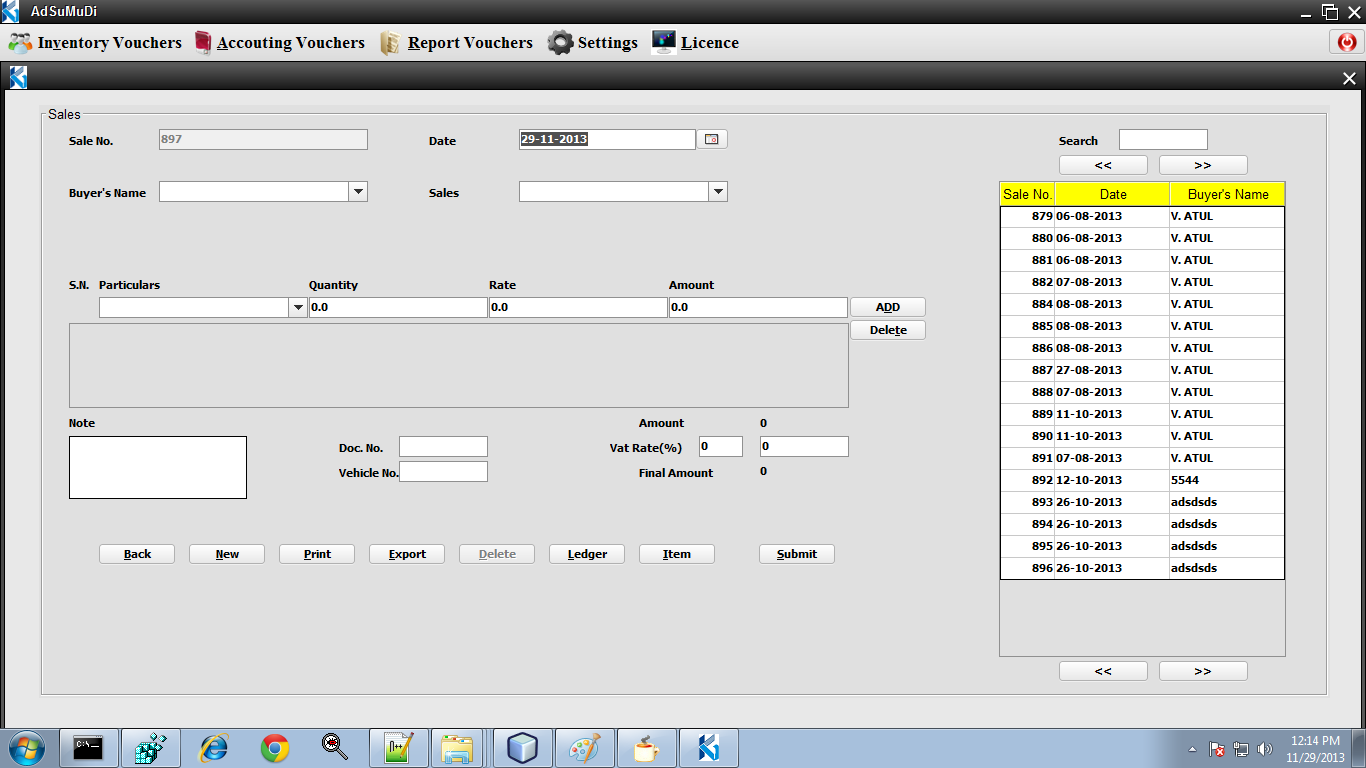 AdSuMuDi
Inventory Vouchers Accouting Vouchers Report Vouchers Settings Licence
Sales
Sale No. 897 Date 29-11-2013 Search
<< >>
Buyer's Name Sales
Sale No. Date Buyer's Name
879 06-08-2013 V. ATUL
880 06-08-2013 V. ATUL
881 06-08-2013 V. ATUL
882 07-08-2013 V. ATUL
884 08-08-2013 V. ATUL
885 08-08-2013 V. ATUL
886 08-08-2013 V. ATUL
887 27-08-2013 V. ATUL
888 07-08-2013 V. ATUL
889 11-10-2013 V. ATUL
890 11-10-2013 V. ATUL
891 07-08-2013 V. ATUL
892 12-10-2013 5544
893 26-10-2013 adsdsds
894 26-10-2013 adsdsds
895 26-10-2013 adsdsds
896 26-10-2013 adsdsds
<< >>
S.N. Particulars Quantity Rate Amount
0.0 0.0 0.0 ADD
Delete
Note Amount 0
Doc. No. Vat Rate(%) 0 0
Vehicle No. Final Amount 0
Back New Print Export Delete Ledger Item Submit
12:14 PM
11/29/2013